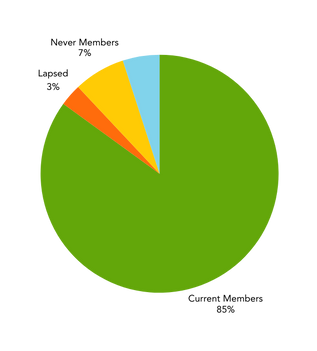 Never Members
7%
Lapsed
3%
Current Members
85%